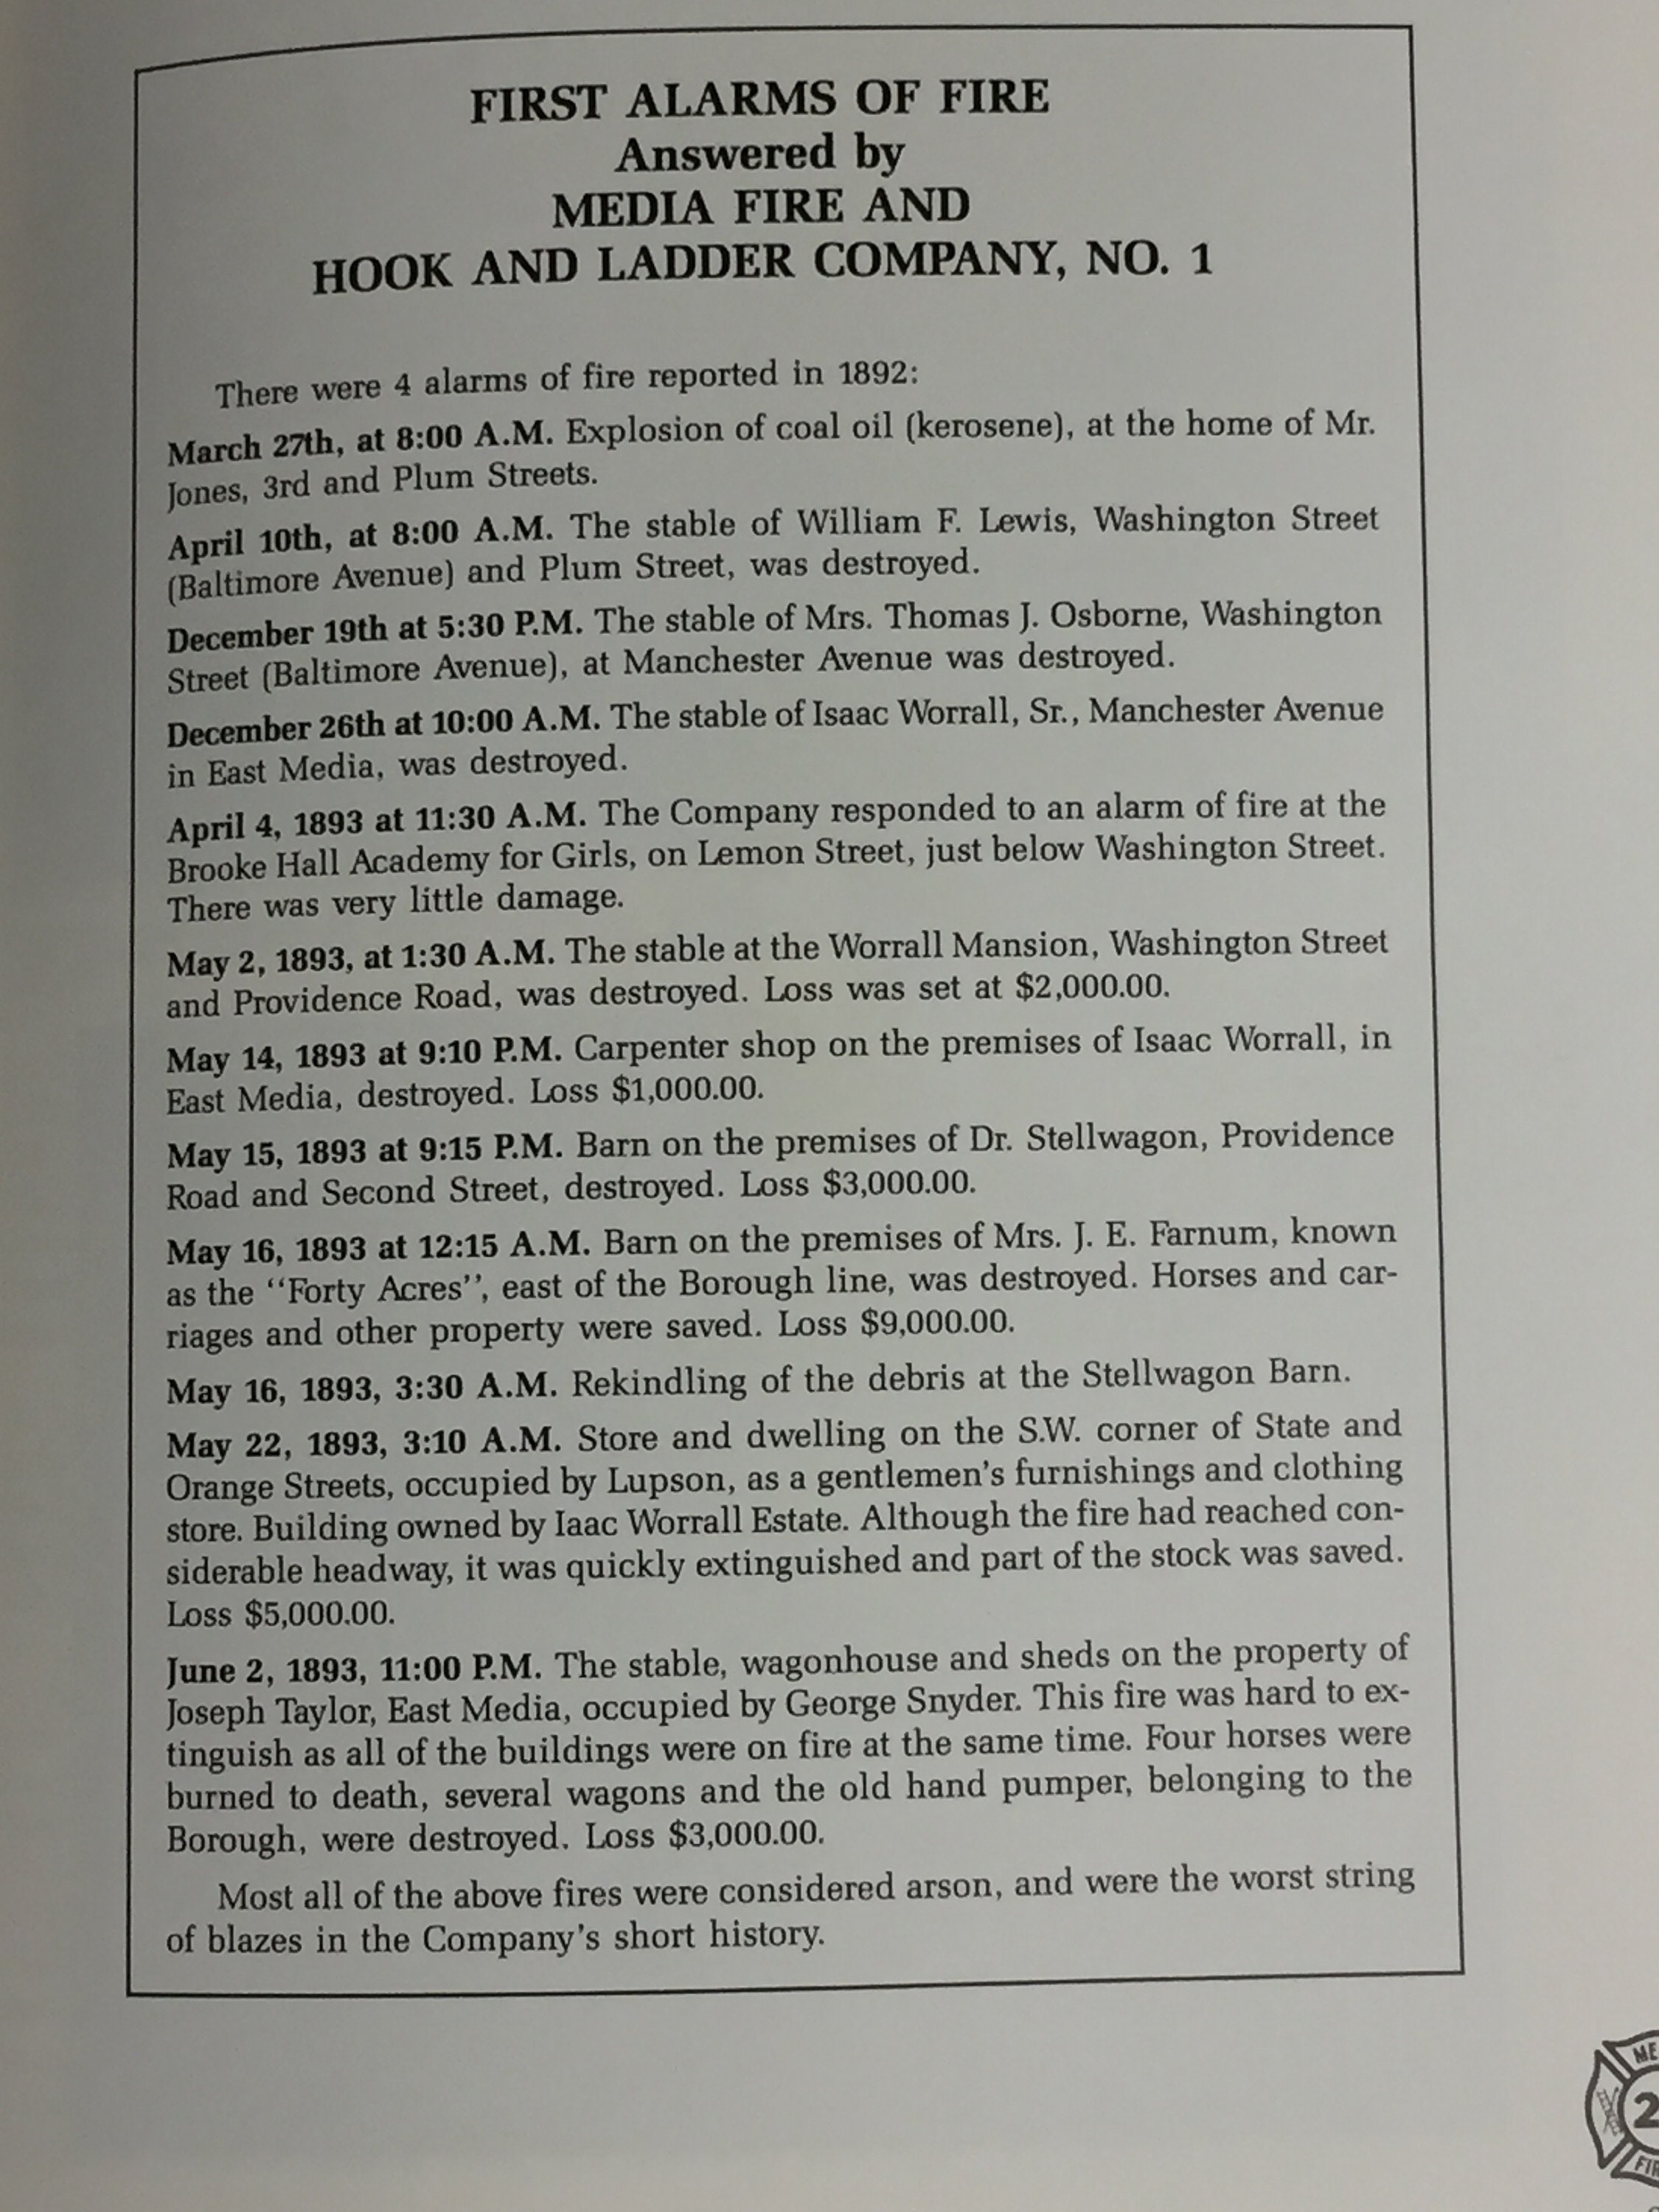 FIRST ALARMS OF FIRE
Answered by
MEDIA FIRE AND
HOOK AND LADDER COMPANY, NO. 1
There were 4 alarms of fire reported in 1892:
March 27th, at 8:00 A.M. Explosion of coal oil (kerosene), at the home of Mr.
Jones, 3rd and Plum Streets.
April 10th, at 8:00 A.M. The stable of William F. Lewis, Washington Street
(Baltimore Avenue) and Plum Street, was destroyed.
December 19th at 5:30 P.M. The stable of Mrs. Thomas J. Osborne, Washington
Street (Baltimore Avenue), at Manchester Avenue was destroyed.
December 26th at 10:00 A.M. The stable of Isaac Worrall, Sr., Manchester Avenue
in East Media, was destroyed.
April 4, 1893 at 11:30 A.M. The Company responded to an alarm of fire at the
Brooke Hall Academy for Girls, on Lemon Street, just below Washington Street.
There was very little damage.
May 2, 1893, at 1:30 A.M. The stable at the Worrall Mansion, Washington Street
and Providence Road, was destroyed. Loss was set at $2,000.00.
May 14, 1893 at 9:10 P.M. Carpenter shop on the premises of Isaac Worrall, in
East Media, destroyed. Loss $1,000.00.
May 15, 1893 at 9:15 P.M. Barn on the premises of Dr. Stellwagon, Providence
Road and Second Street, destroyed. Loss $3,000.00.
May 16, 1893 at 12:15 A.M. Barn on the premises of Mrs. J. E. Farnum, known
as the ‘‘Forty Acres’’, east of the Borough line, was destroyed. Horses and car-
riages and other property were saved. Loss $9,000.00.
May 16, 1893, 3:30 A.M. Rekindling of the debris at the Stellwagon Barn.
May 22, 1893, 3:10 A.M. Store and dwelling on the S.W. corner of State and
Orange Streets, occupied by Lupson, as a gentlemen's furnishings and clothing
store. Building owned by Iaac Worrall Estate. Although the fire had reached con-
siderable headway, it was quickly extinguished and part of the stock was saved.
Loss $5,000.00.
June 2, 1893, 11:00 P.M. The stable, wagonhouse and sheds on the property of
Joseph Taylor, East Media, occupied by George Snyder. This fire was hard to ex-
tinguish as all of the buildings were on fire at the same time. Four horses were
burned to death, several wagons and the old hand pumper, belonging to the
Borough, were destroyed. Loss $3,000.00.
Most all of the above fires were considered arson, and were the worst string
of blazes in the Company's short history.
ME
2
FIR